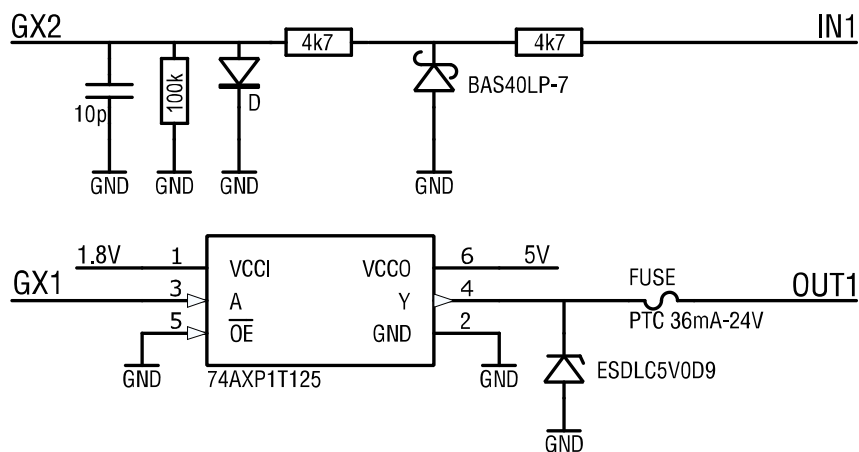 GX2
4k7
4k7
IN1
10p
100k
D
BAS40LP-7
GND
GND
GND
GND
1.8V
1
VCCI
VCCO
6
5V
GX1
3
A
Y
4
FUSE
OUT1
5
OE
GND
2
PTC 36mA-24V
GND
74AXP1T125
GND
ESDLC5V0D9
GND